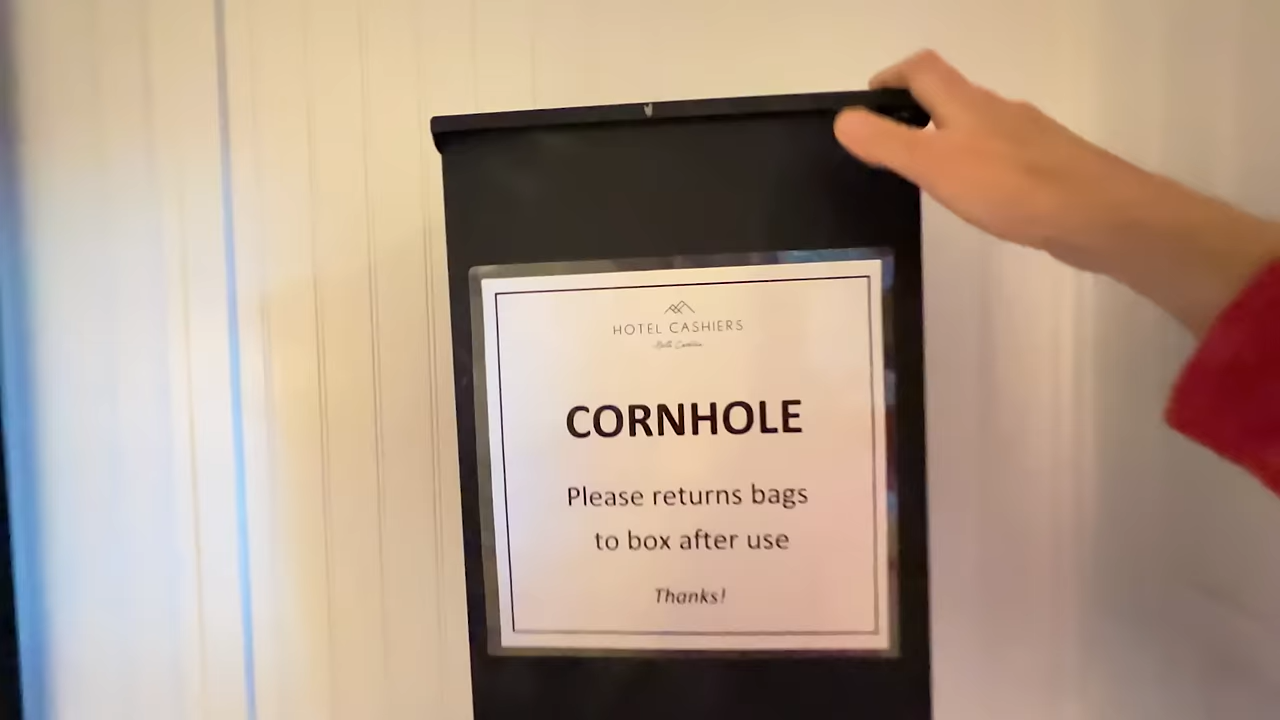 HOTEL CASHIERS
CORNHOLE
Please returns bags
to box after use
Thanks!